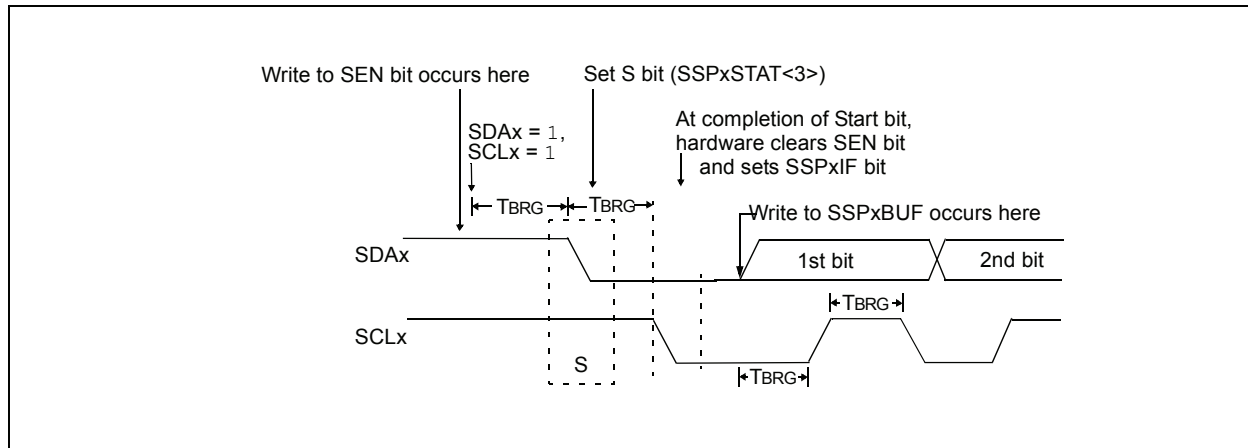 Write to SEN bit occurs here
Set S bit (SSPxSTAT<3>)
SDAx = 1,
SCLx = 1
At completion of Start bit,
hardware clears SEN bit
and sets SSPxIF bit
TBRG
TBRG
Write to SSPxBUF occurs here
SDAx
1st bit
2nd bit
TBRG
SCLx
S
TBRG